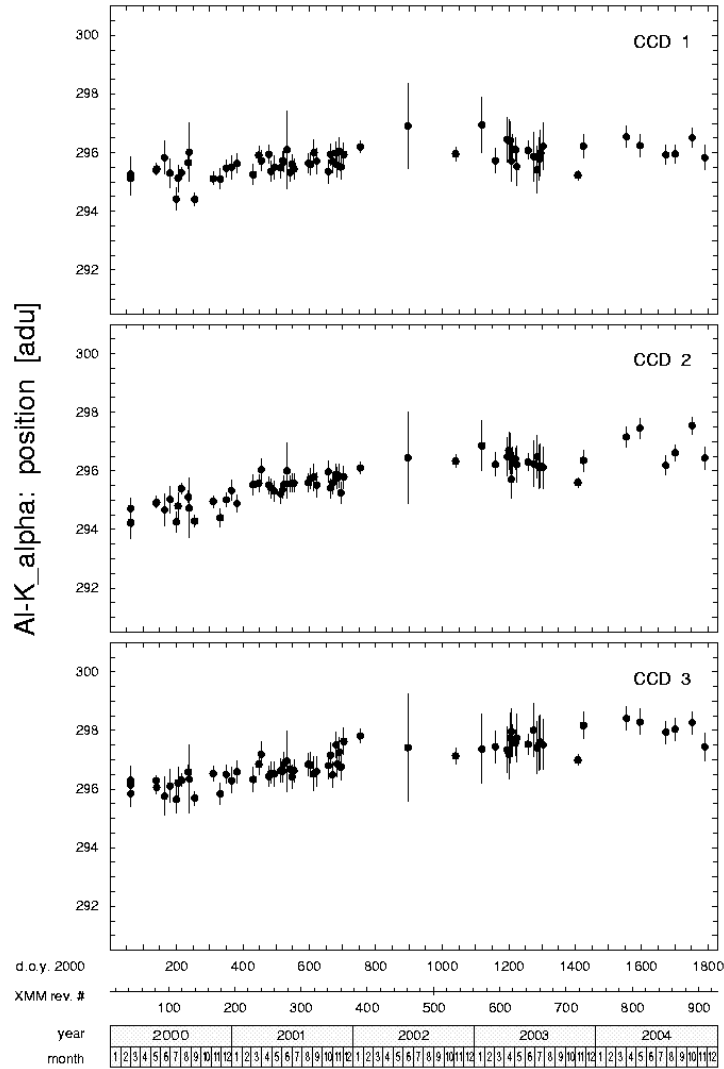 300
CCD 1
298
296
294
292
300
CCD 2
298
296
294
292
Al-K_alpha: position [adu]
300
CCD 3
298
296
294
292
d.o.y. 2000 200 400 600 800 1000 1200 1400 1600 1800
XMM rev. # 100 200 300 400 500 600 700 800 900
year 2000 2001 2002 2003 2004
month 1 2 3 4 5 6 7 8 9 10 11 12 1 2 3 4 5 6 7 8 9 10 11 12 1 2 3 4 5 6 7 8 9 10 11 12 1 2 3 4 5 6 7 8 9 10 11 12 1 2 3 4 5 6 7 8 9 10 11 12